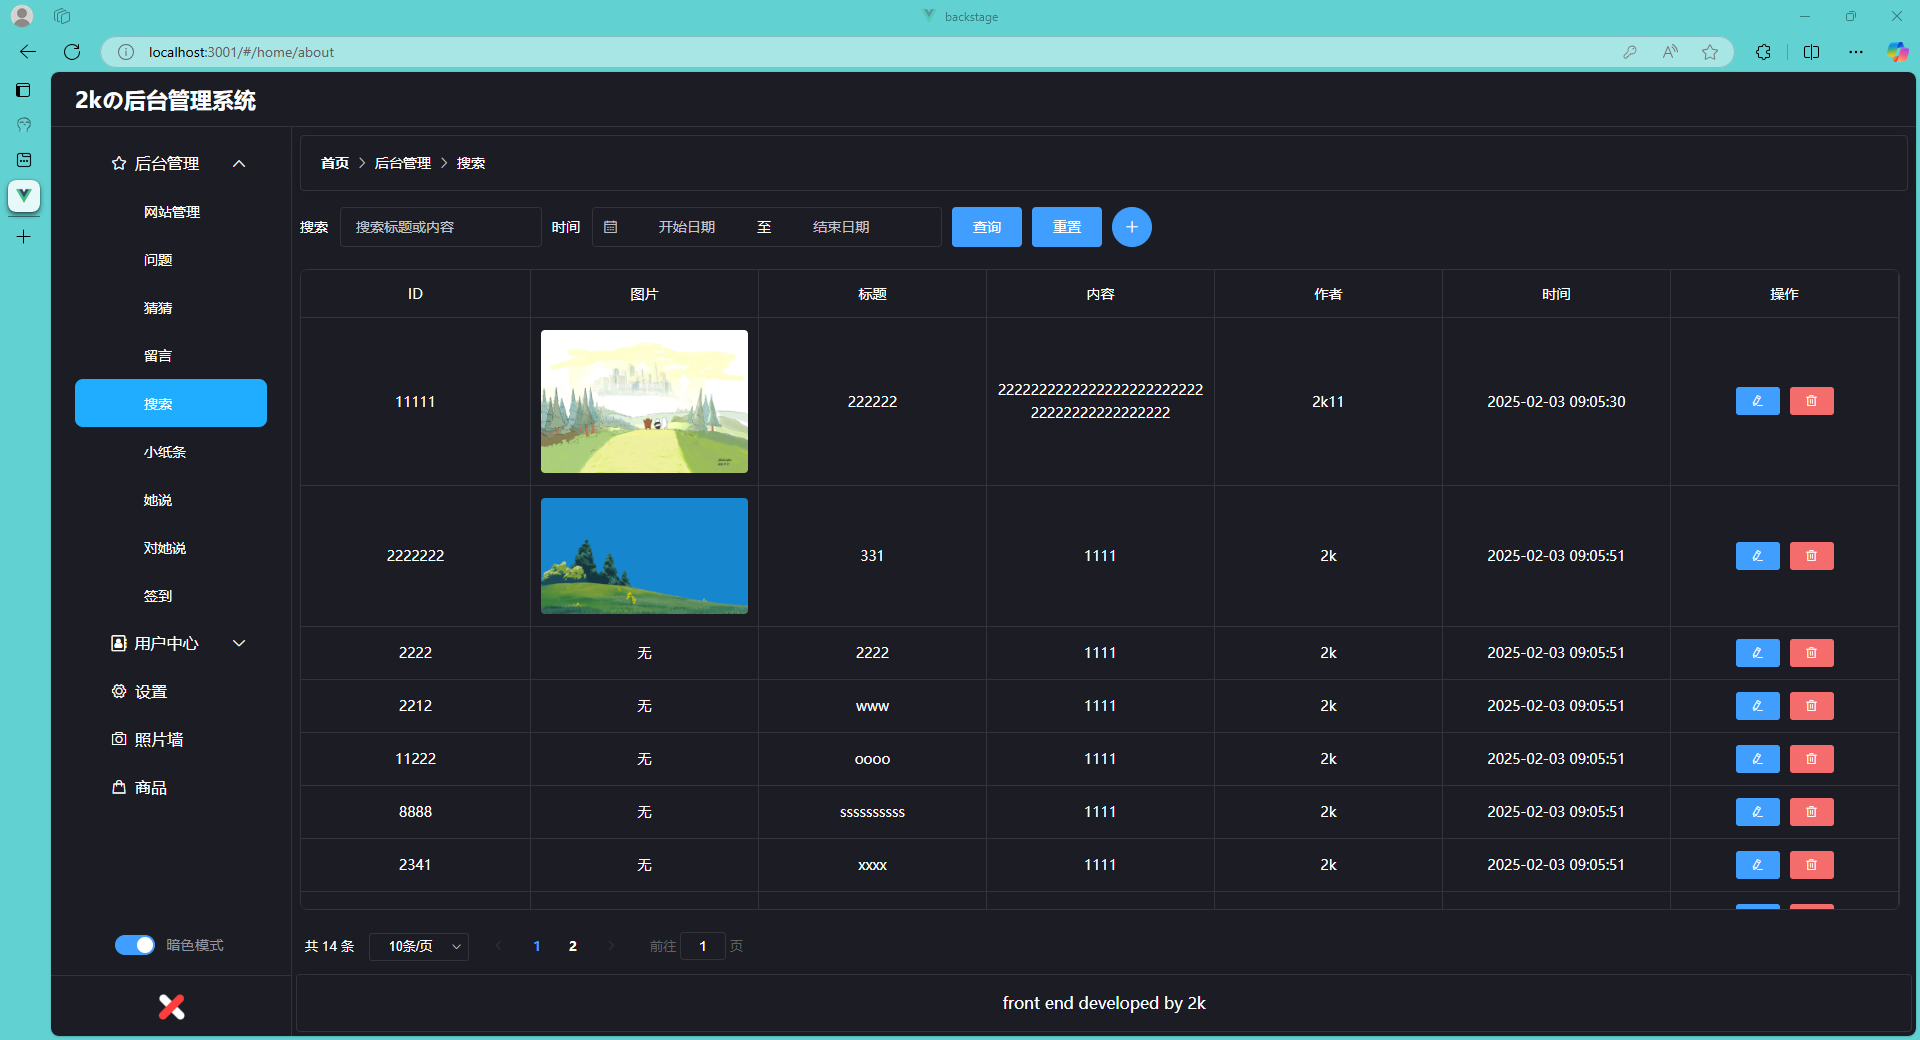 backstage
localhost:3001/#/home/about
2kの后台管理系统
后台管理
网站管理
问题
猜猜
留言
搜索
小纸条
她说
对她说
签到
用户中心
设置
照片墙
商品
暗色模式
首页 后台管理 搜索
搜索 搜索标题或内容 时间 开始日期 至 结束日期 查询 重置
ID 图片 标题 内容 作者 时间 操作
11111 222222 2222222222222222222222222222 2k11 2025-02-03 09:05:30
2222222222222222222
2222222 331 1111 2k 2025-02-03 09:05:51
2222 无 2222 1111 2k 2025-02-03 09:05:51
2212 无 www 1111 2k 2025-02-03 09:05:51
11222 无 oooo 1111 2k 2025-02-03 09:05:51
8888 无 ssssssssss 1111 2k 2025-02-03 09:05:51
2341 无 xxxx 1111 2k 2025-02-03 09:05:51
共 14 条 10条/页 1 2 前往 1 页
front end developed by 2k